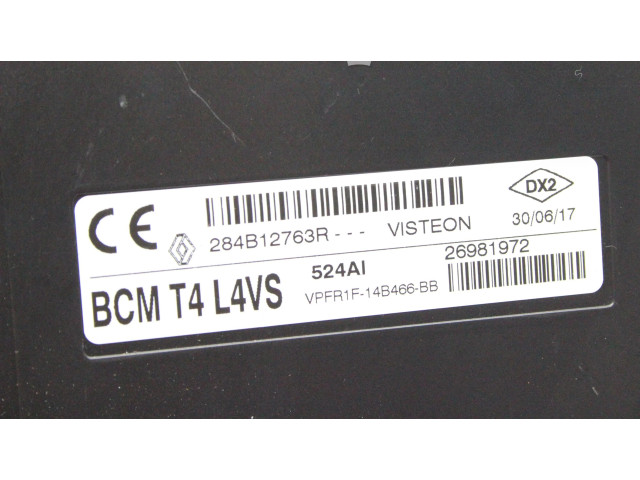 CE
284B12763R--- VISTEON
DX2
30/06/17
BCM T4 L4VS
524AI
VPFR1F-14B466-BB
26981972